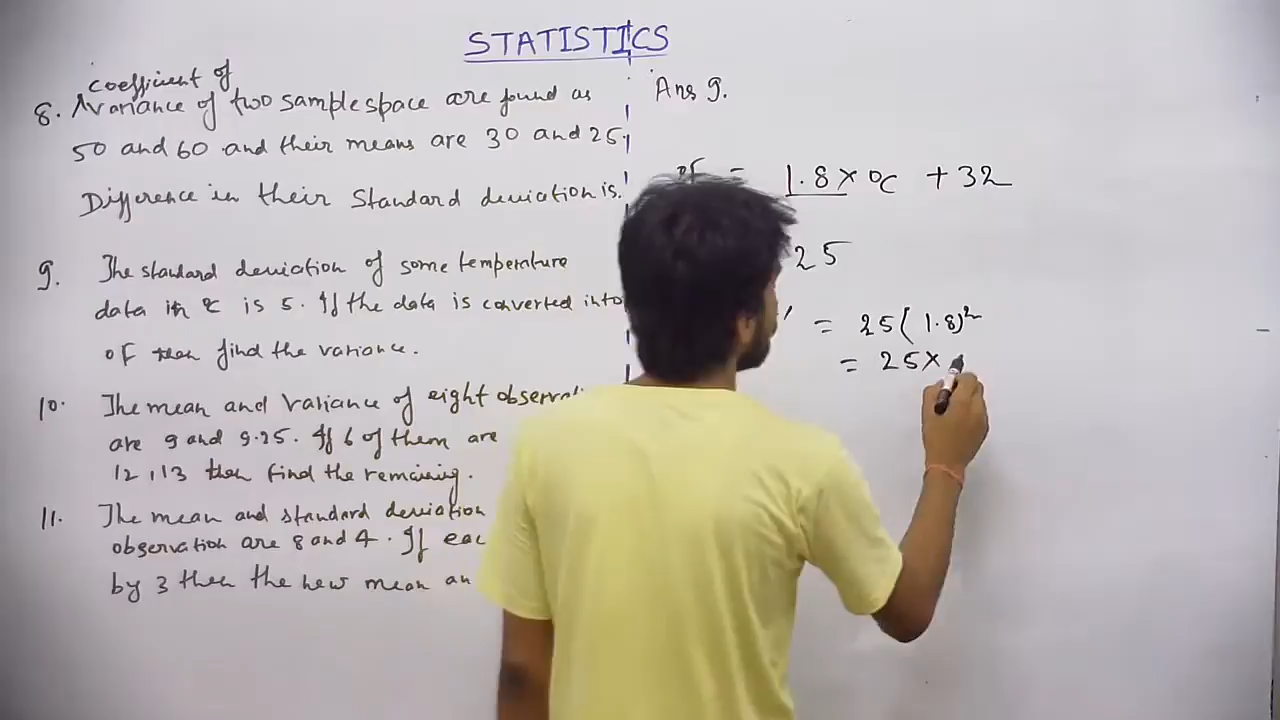 STATISTICS
coefficient of
8. Variance of two sample space are found as
50 and 60 and their means are 30 and 25,
Difference in their standard deviation is.
9. The standard deviation of some temperature
data in °C is 5. If the data is converted into
oF then find the variance.
10. The mean and variance of eight
are 9 and 9.25. If 6 of them are
12, 13 then find the remaining.
11. The mean and standard deviation
observation are 8 and 4. If
by 3 then the new mean
Ans 9.
oF = 1.8 × oC + 32
25
' = 25(1.8)²
= 25×